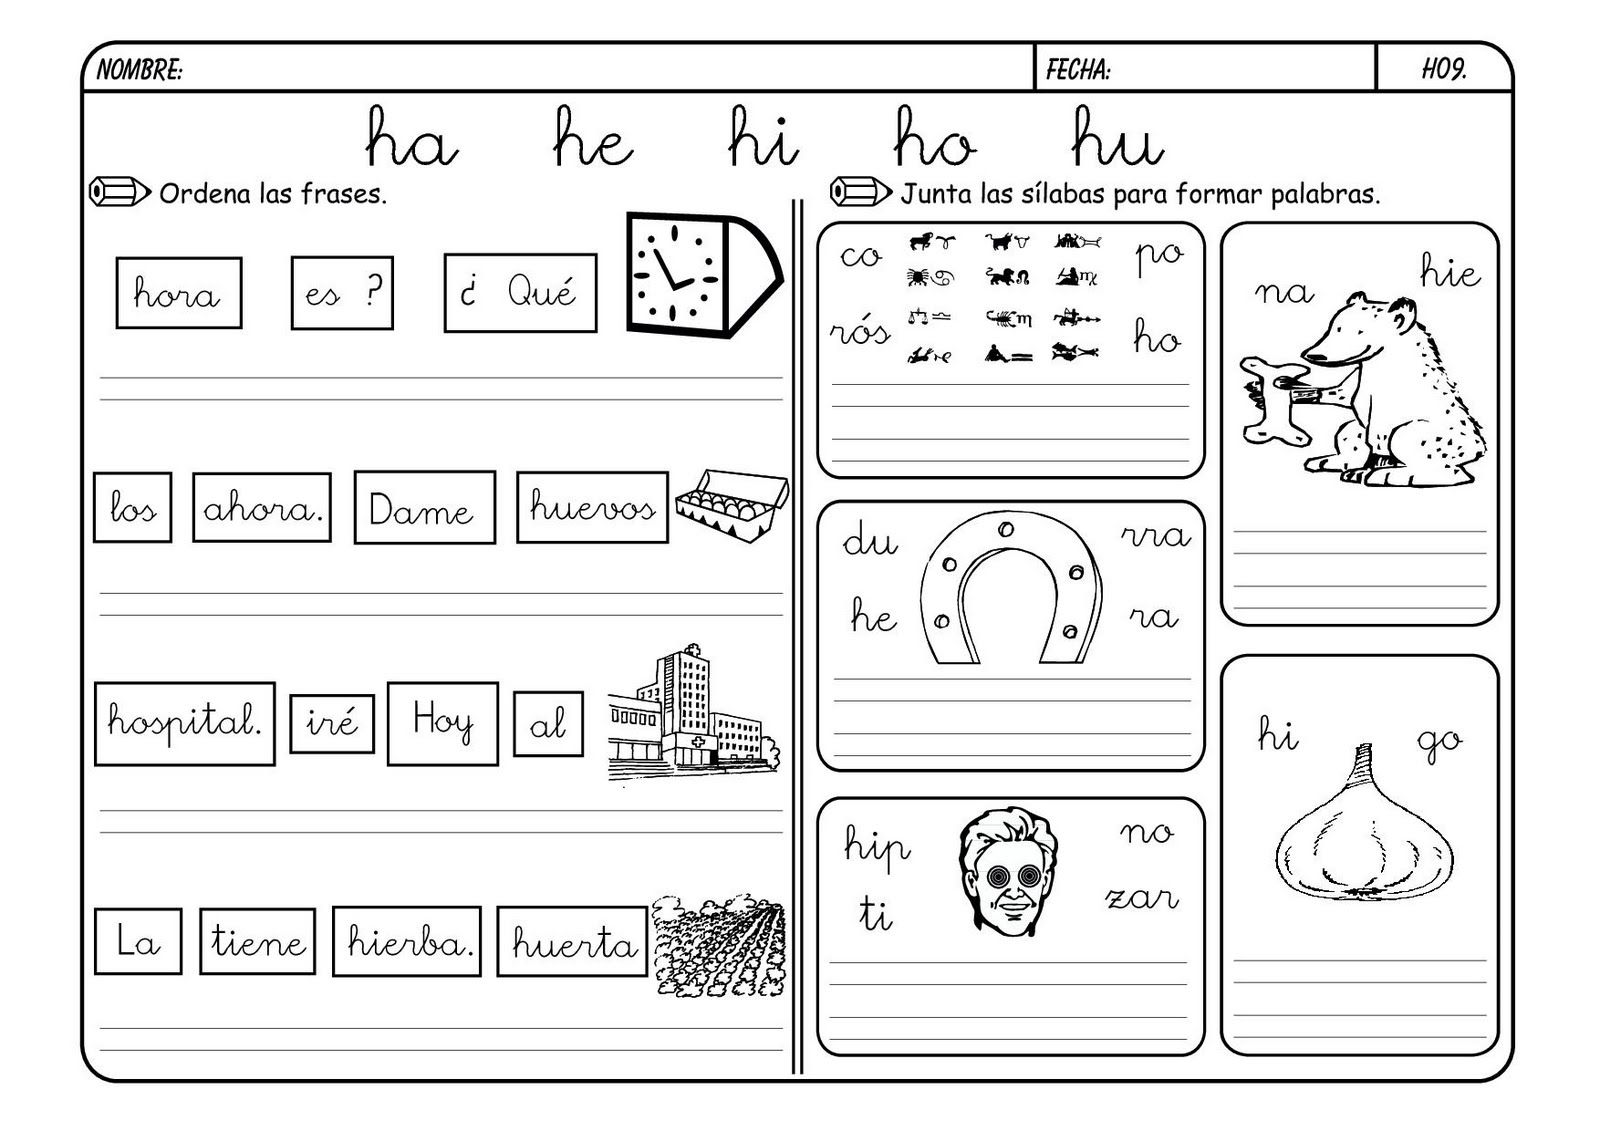 NOMBRE: FECHA: H09.
ha he hi ho hu
Ordena las frases.
hora es ? ¿ Qué
los ahora. Dame huevos
hospital. iré Hoy al
La tiene hierba. huerta
Junta las sílabas para formar palabras.
co po
rós ho
na hie
du rra
he ra
hi go
hip no
ti zar